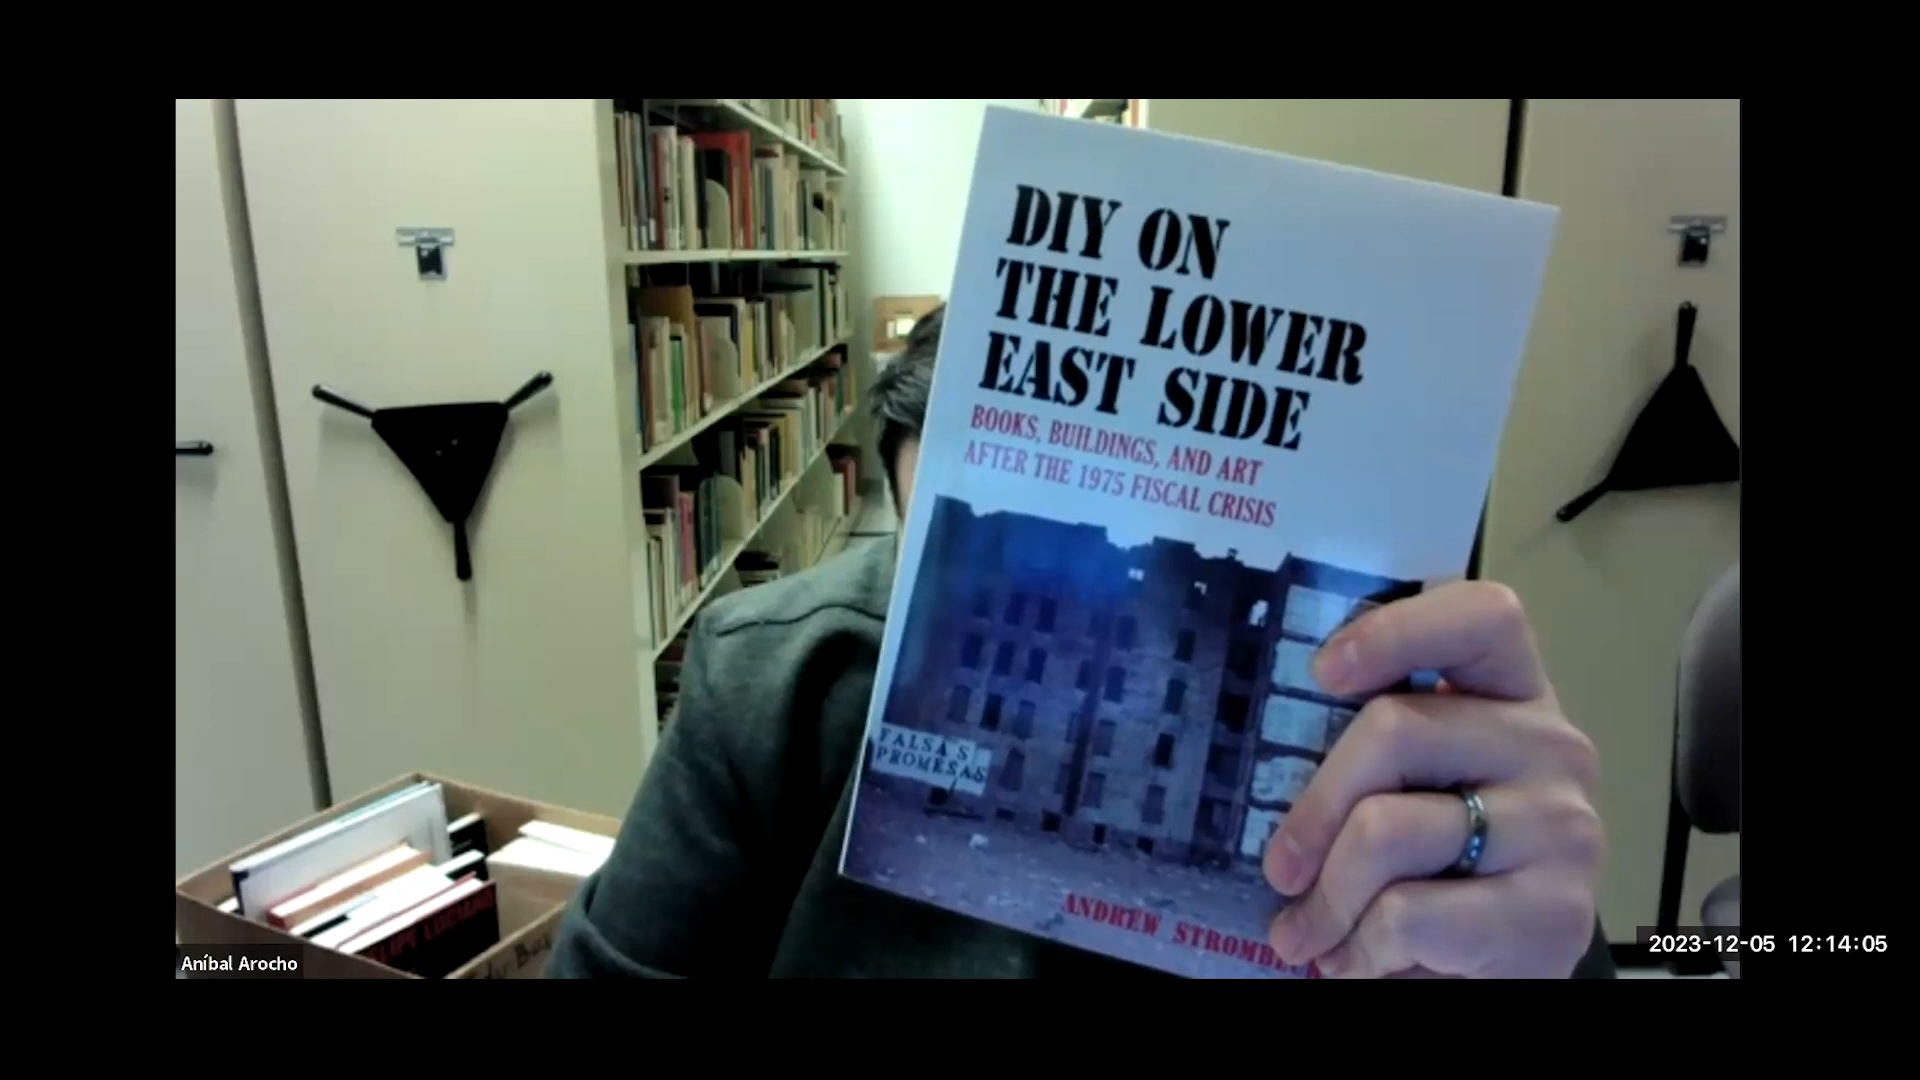 DIY ON
THE LOWER
EAST SIDE
BOOKS, BUILDINGS, AND ART
AFTER THE 1975 FISCAL CRISIS
FALSAS
PROMESAS
ANDREW STROMBECK
Aníbal Arocho
2023-12-05 12:14:05